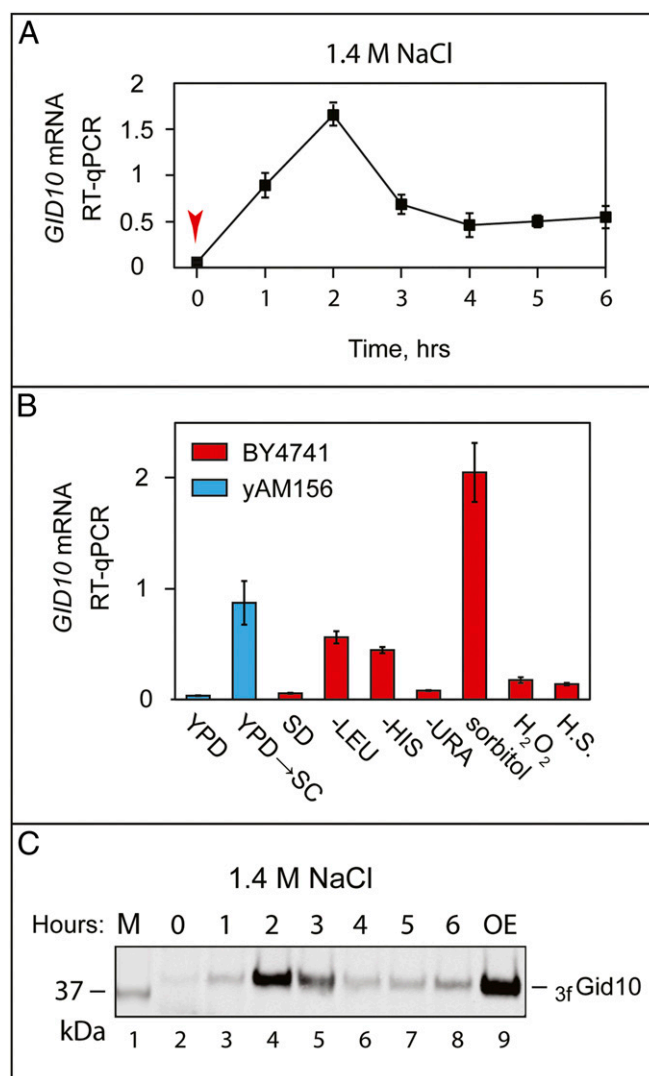 A
1.4 M NaCl
GID10 mRNA
RT-qPCR
2
1.5
1
0.5
0
0 1 2 3 4 5 6
Time, hrs
B
BY4741
yAM156
GID10 mRNA
RT-qPCR
2
1
0
YPD YPD→SC SD -LEU -HIS -URA sorbitol H₂O₂ H.S.
C
1.4 M NaCl
Hours: M 0 1 2 3 4 5 6 OE
37 – – ₃fGid10
kDa 1 2 3 4 5 6 7 8 9